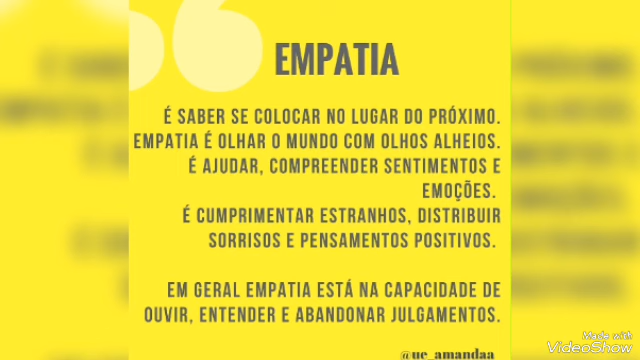 EMPATIA
É SABER SE COLOCAR NO LUGAR DO PRÓXIMO.
EMPATIA É OLHAR O MUNDO COM OLHOS ALHEIOS.
É AJUDAR, COMPREENDER SENTIMENTOS E
EMOÇÕES.
É CUMPRIMENTAR ESTRANHOS, DISTRIBUIR
SORRISOS E PENSAMENTOS POSITIVOS.
EM GERAL EMPATIA ESTÁ NA CAPACIDADE DE
OUVIR, ENTENDER E ABANDONAR JULGAMENTOS.
@uc_amandaa
Made with
VideoShow